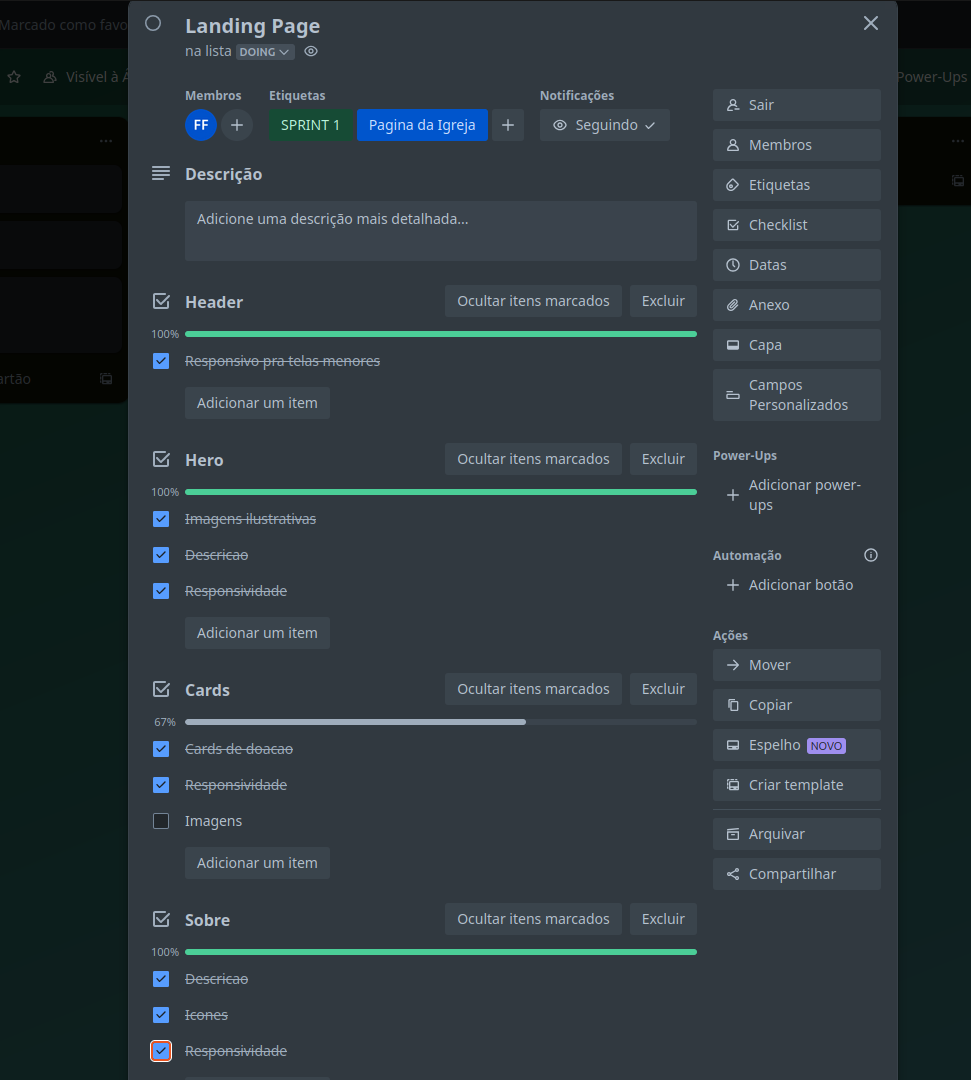 Marcado como favo
Visível à Á
Power-Ups
artão
Landing Page
na lista DOING
Membros
Etiquetas
Notificações
FF
SPRINT 1
Pagina da Igreja
Seguindo
Descrição
Adicione uma descrição mais detalhada...
Header
Ocultar itens marcados
Excluir
100%
Responsivo pra telas menores
Adicionar um item
Hero
Ocultar itens marcados
Excluir
100%
Imagens ilustrativas
Descricao
Responsividade
Adicionar um item
Cards
Ocultar itens marcados
Excluir
67%
Cards de doacao
Responsividade
Imagens
Adicionar um item
Sobre
Ocultar itens marcados
Excluir
100%
Descricao
Icones
Responsividade
Sair
Membros
Etiquetas
Checklist
Datas
Anexo
Capa
Campos
Personalizados
Power-Ups
Adicionar power-
ups
Automação
Adicionar botão
Ações
Mover
Copiar
Espelho NOVO
Criar template
Arquivar
Compartilhar